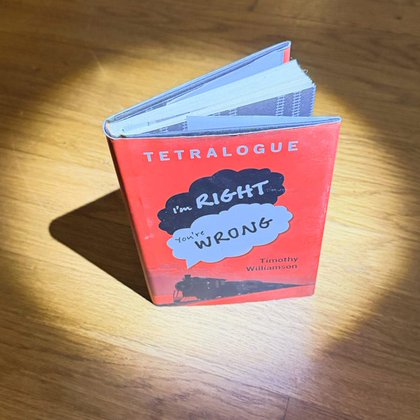 TETRALOGUE
I'm RIGHT
You're WRONG
Timothy
Williamson